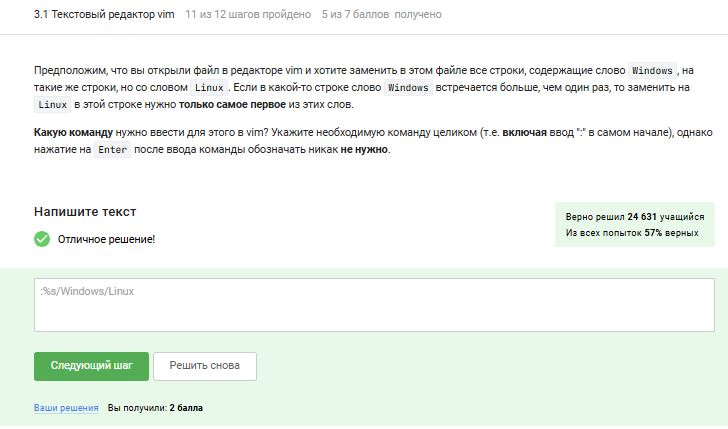 3.1 Текстовый редактор vim 11 из 12 шагов пройдено 5 из 7 баллов получено
Предположим, что вы открыли файл в редакторе vim и хотите заменить в этом файле все строки, содержащие слово Windows, на
такие же строки, но со словом Linux. Если в какой-то строке слово Windows встречается больше, чем один раз, то заменить на
Linux в этой строке нужно только самое первое из этих слов.
Какую команду нужно ввести для этого в vim? Укажите необходимую команду целиком (т.е. включая ввод ":" в самом начале), однако
нажатие на Enter после ввода команды обозначать никак не нужно.
Напишите текст
Отличное решение!
Верно решил 24 631 учащийся
Из всех попыток 57% верных
:%s/Windows/Linux
Следующий шаг Решить снова
Ваши решения Вы получили: 2 балла